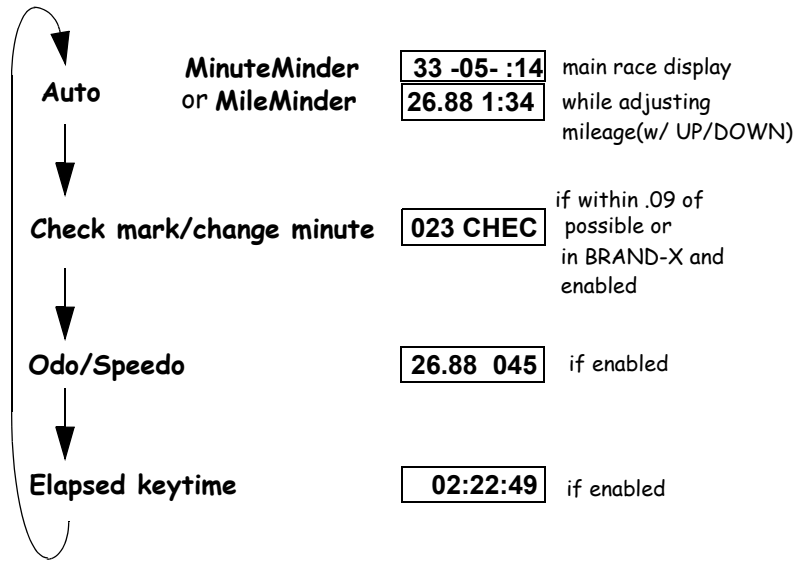 MinuteMinder 33 -05- :14 main race display
Auto or MileMinder 26.88 1:34 while adjusting
mileage(w/ UP/DOWN)
if within .09 of
Check mark/change minute 023 CHEC possible or
in BRAND-X and
enabled
Odo/Speedo 26.88 045 if enabled
Elapsed keytime 02:22:49 if enabled